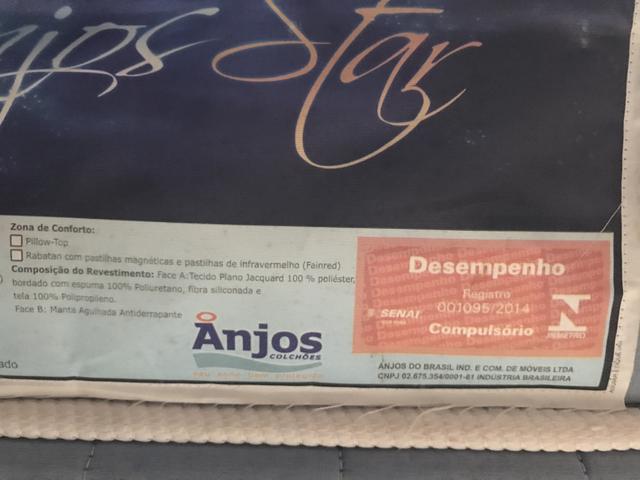 Anjos Star
Zona de Conforto:
Pillow-Top
Rabatan com pastilhas magnéticas e pastilhas de infravermelho (Fainred)
Composição do Revestimento: Face A:Tecido Plano Jacquard 100 % poliéster,
bordado com espuma 100% Poliuretano, fibra siliconada e
tela 100% Polipropileno.
Face B: Manta Agulhada Antiderrapante
Anjos
COLCHÕES
Desempenho
Registro
001095/2014
Compulsório
SENAI
INMETRO
ANJOS DO BRASIL IND. E COM. DE MÓVEIS LTDA
CNPJ 02.675.354/0001-81 INDÚSTRIA BRASILEIRA